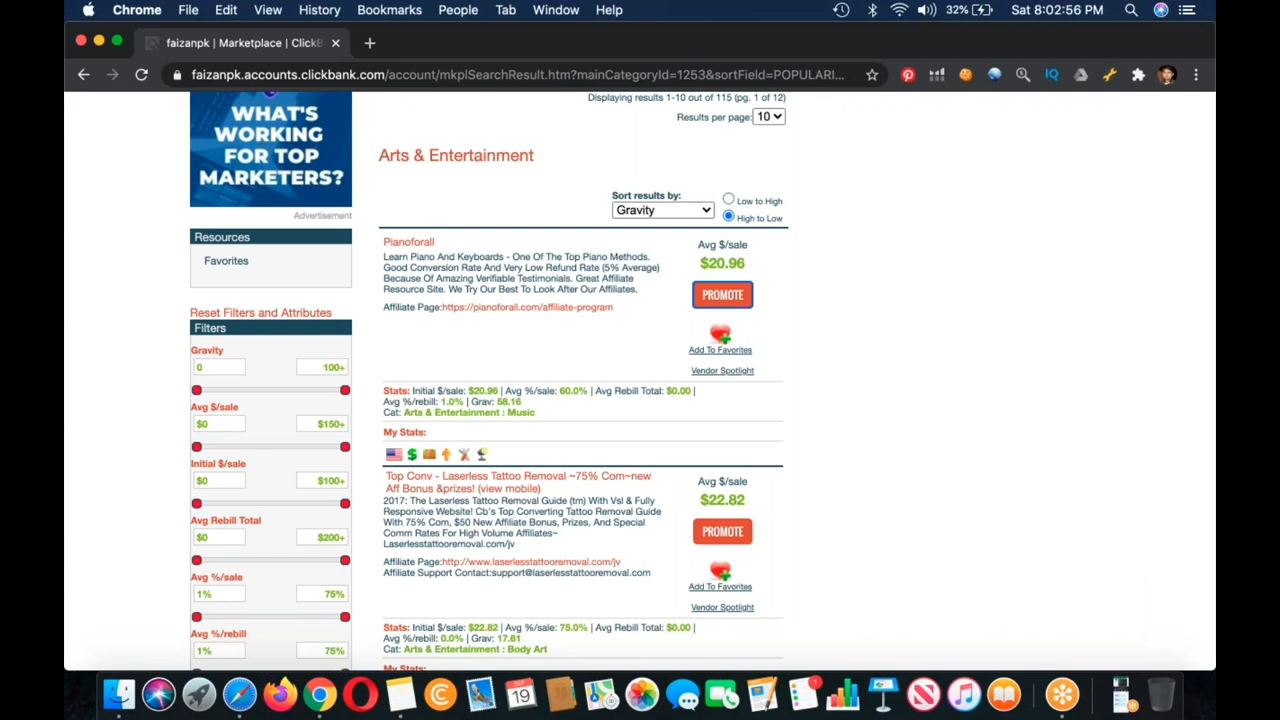 Chrome File Edit View History Bookmarks People Tab Window Help 32% Sat 8:02:56 PM
faizanpk | Marketplace | ClickB
faizanpk.accounts.clickbank.com/account/mkplSearchResult.htm?mainCategoryId=1253&sortField=POPULARI...
WHAT'S
WORKING
FOR TOP
MARKETERS?
Advertisement
Resources
Favorites
Reset Filters and Attributes
Filters
Gravity
0 100+
Avg $/sale
$0 $150+
Initial $/sale
$0 $100+
Avg Rebill Total
$0 $200+
Avg %/sale
1% 75%
Avg %/rebill
1% 75%
Displaying results 1-10 out of 115 (pg. 1 of 12)
Results per page: 10
Arts & Entertainment
Sort results by:
Gravity
Low to High
High to Low
Pianoforall
Learn Piano And Keyboards - One Of The Top Piano Methods.
Good Conversion Rate And Very Low Refund Rate (5% Average)
Because Of Amazing Verifiable Testimonials. Great Affiliate
Resource Site. We Try Our Best To Look After Our Affiliates.
Affiliate Page:https://pianoforall.com/affiliate-program
Avg $/sale
$20.96
PROMOTE
Add To Favorites
Vendor Spotlight
Stats: Initial $/sale: $20.96 | Avg %/sale: 60.0% | Avg Rebill Total: $0.00 |
Avg %/rebill: 1.0% | Grav: 58.16
Cat: Arts & Entertainment : Music
My Stats:
Top Conv - Laserless Tattoo Removal ~75% Com~new
Aff Bonus &prizes! (view mobile)
2017: The Laserless Tattoo Removal Guide (tm) With Vsl & Fully
Responsive Website! Cb's Top Converting Tattoo Removal Guide
With 75% Com, $50 New Affiliate Bonus, Prizes, And Special
Comm Rates For High Volume Affiliates~
Laserlesstattooremoval.com/jv
Affiliate Page:http://www.laserlesstattooremoval.com/jv
Affiliate Support Contact:support@laserlesstattooremoval.com
Avg $/sale
$22.82
PROMOTE
Add To Favorites
Vendor Spotlight
Stats: Initial $/sale: $22.82 | Avg %/sale: 75.0% | Avg Rebill Total: $0.00 |
Avg %/rebill: 0.0% | Grav: 17.61
Cat: Arts & Entertainment : Body Art
My Stats:
19
1